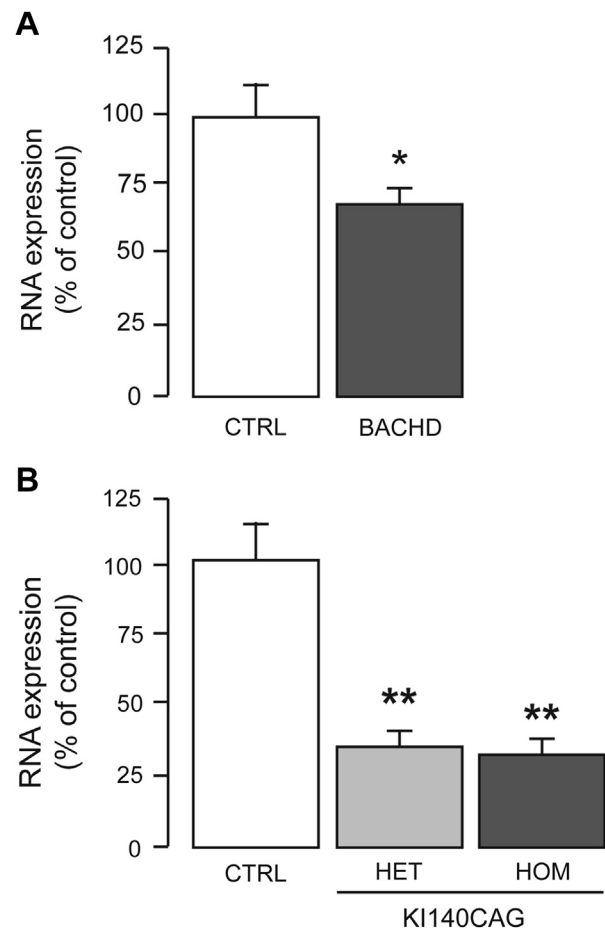 A
RNA expression
(% of control)
125
100
75
50
25
0
*
CTRL
BACHD
B
RNA expression
(% of control)
125
100
75
50
25
0
**
**
CTRL
HET
HOM
KI140CAG